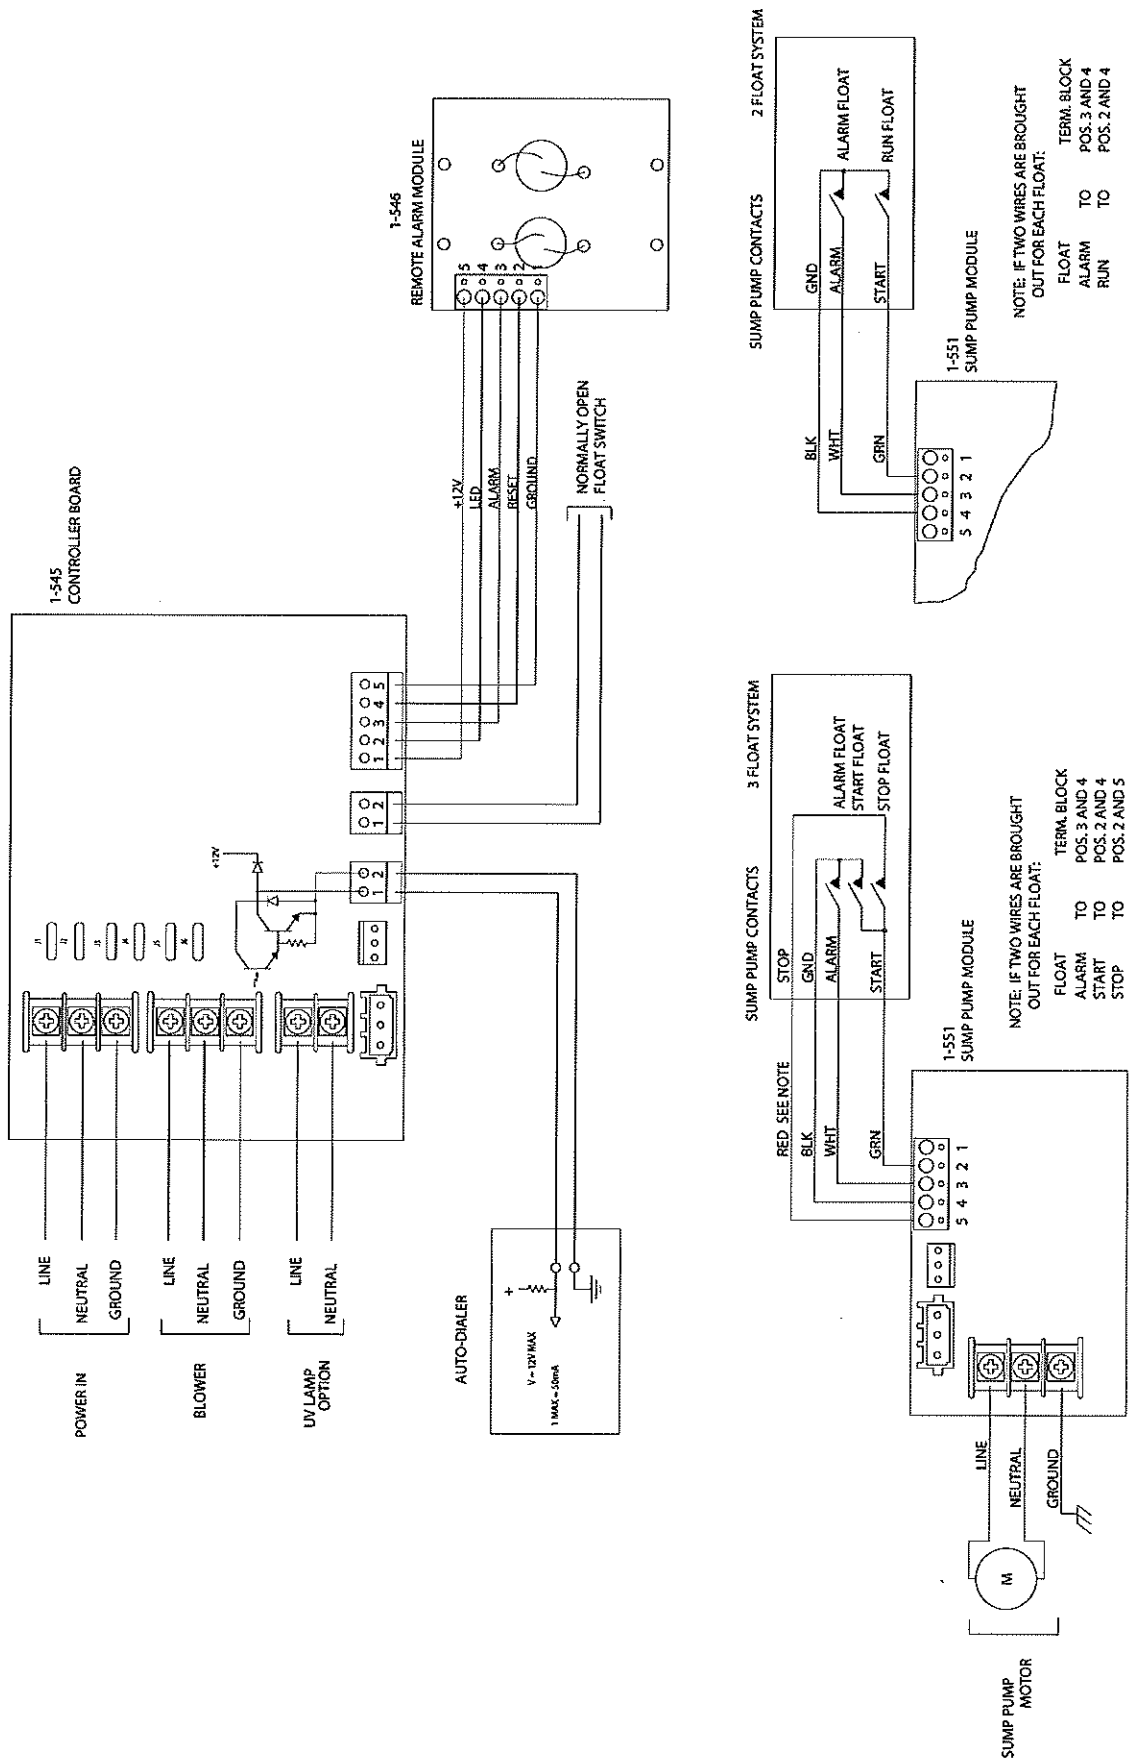 1-545
CONTROLLER BOARD
J1
J2
J3
J4
J5
J6
+12V
1 2
1 2
1 2 3 4 5
POWER IN
LINE
NEUTRAL
GROUND
BLOWER
LINE
NEUTRAL
GROUND
UV LAMP
OPTION
LINE
NEUTRAL
AUTO-DIALER
+
V = 12V MAX
1 MAX = 50mA
1-546
REMOTE ALARM MODULE
5
4
3
2
1
+12V
LED
ALARM
RESET
GROUND
NORMALLY OPEN
FLOAT SWITCH
SUMP PUMP CONTACTS
3 FLOAT SYSTEM
STOP
GND
ALARM
START
ALARM FLOAT
START FLOAT
STOP FLOAT
RED SEE NOTE
BLK
WHT
GRN
5 4 3 2 1
1-551
SUMP PUMP MODULE
NOTE: IF TWO WIRES ARE BROUGHT
OUT FOR EACH FLOAT:
FLOAT TERM. BLOCK
ALARM TO POS. 3 AND 4
START TO POS. 2 AND 4
STOP TO POS. 2 AND 5
SUMP PUMP
MOTOR
M
LINE
NEUTRAL
GROUND
SUMP PUMP CONTACTS
2 FLOAT SYSTEM
GND
ALARM
START
ALARM FLOAT
RUN FLOAT
BLK
WHT
GRN
5 4 3 2 1
1-551
SUMP PUMP MODULE
NOTE: IF TWO WIRES ARE BROUGHT
OUT FOR EACH FLOAT:
FLOAT TERM. BLOCK
ALARM TO POS. 3 AND 4
RUN TO POS. 2 AND 4